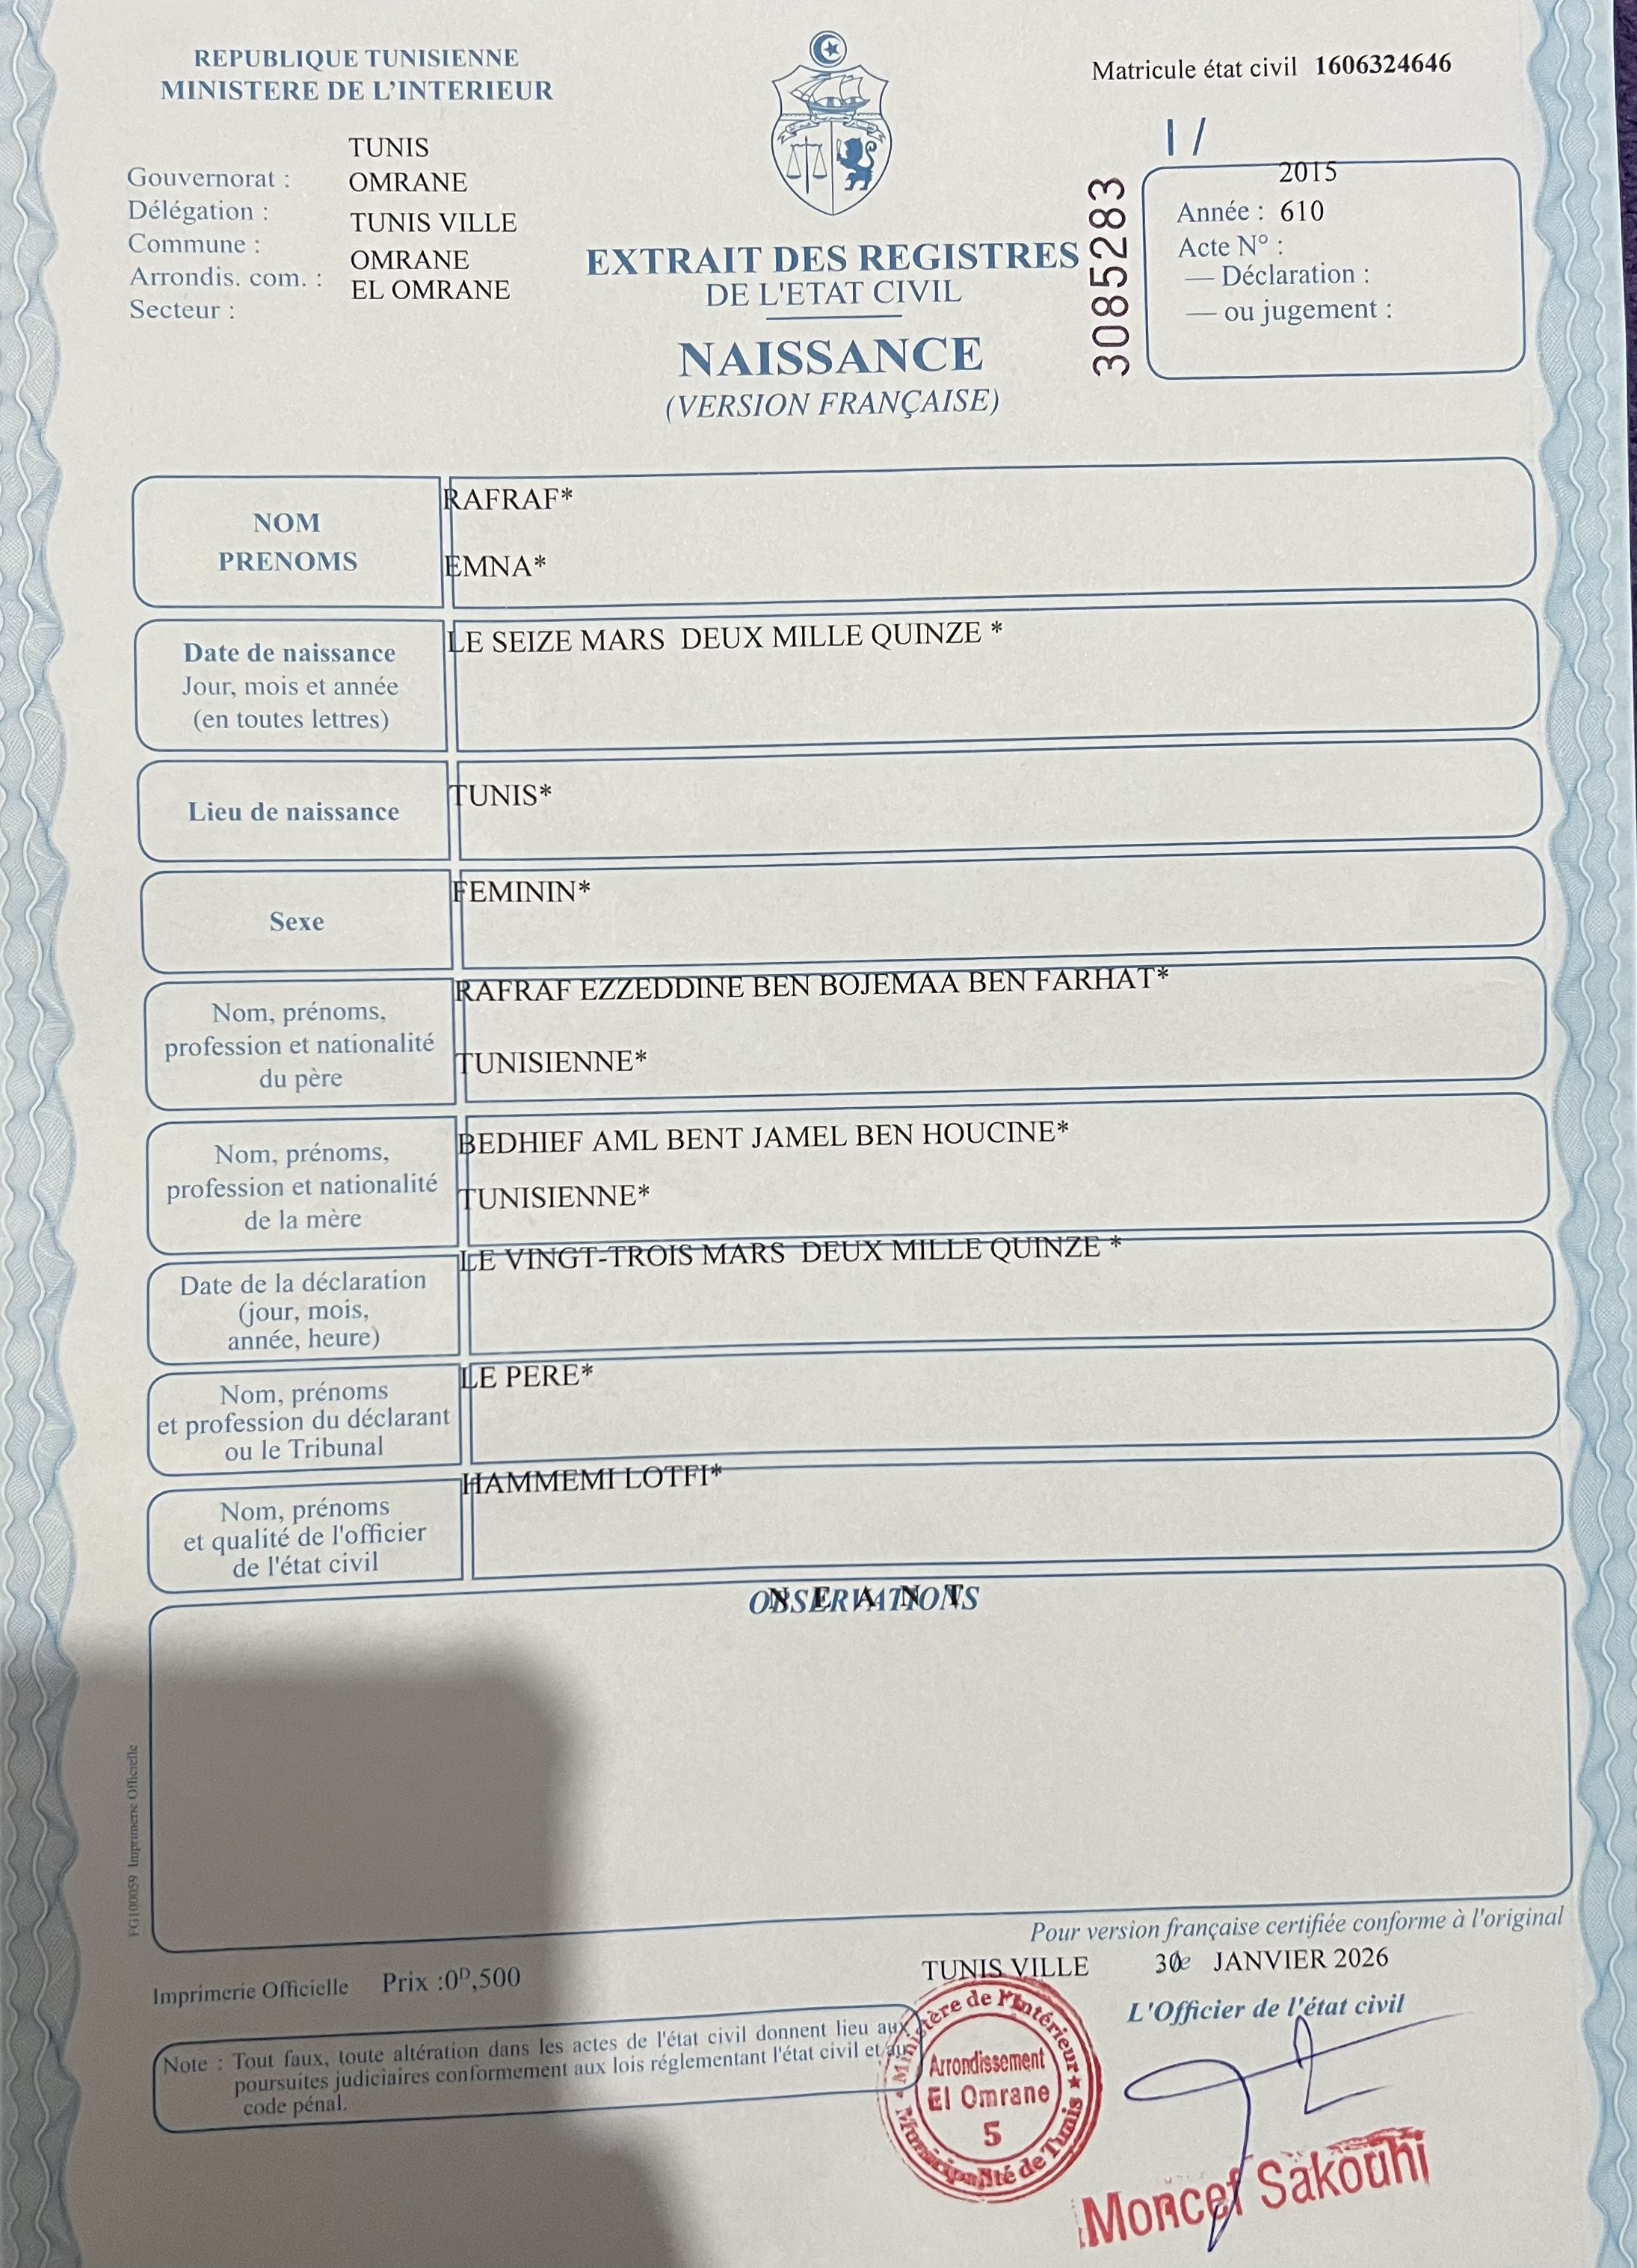 REPUBLIQUE TUNISIENNE
MINISTERE DE L'INTERIEUR
Matricule état civil 1606324646
1/
TUNIS
Gouvernorat : OMRANE
Délégation : TUNIS VILLE
Commune : OMRANE
Arrondis. com. : EL OMRANE
Secteur :
3085283
2015
Année : 610
Acte N° :
— Déclaration :
— ou jugement :
EXTRAIT DES REGISTRES
DE L'ETAT CIVIL
NAISSANCE
(VERSION FRANÇAISE)
NOM RAFRAF*
PRENOMS EMNA*
Date de naissance LE SEIZE MARS DEUX MILLE QUINZE *
Jour, mois et année
(en toutes lettres)
Lieu de naissance TUNIS*
Sexe FEMININ*
Nom, prénoms, RAFRAF EZZEDDINE BEN BOJEMAA BEN FARHAT*
profession et nationalité
du père TUNISIENNE*
Nom, prénoms, BEDHIEF AML BENT JAMEL BEN HOUCINE*
profession et nationalité TUNISIENNE*
de la mère
Date de la déclaration LE VINGT-TROIS MARS DEUX MILLE QUINZE *
(jour, mois,
année, heure)
Nom, prénoms LE PERE*
et profession du déclarant
ou le Tribunal
Nom, prénoms HAMMEMI LOTFI*
et qualité de l'officier
de l'état civil
OBSERVATIONS
N E A N T
FG100059 Imprimerie Officielle
Pour version française certifiée conforme à l'original
TUNIS VILLE 30 JANVIER 2026
Imprimerie Officielle Prix :0D,500
L'Officier de l'état civil
Note : Tout faux, toute altération dans les actes de l'état civil donnent lieu aux
poursuites judiciaires conformement aux lois réglementant l'état civil et au
code pénal.
Ministère de l'Intérieur
Arrondissement
El Omrane
5
Municipalité de Tunis
Moncef Sakouhi